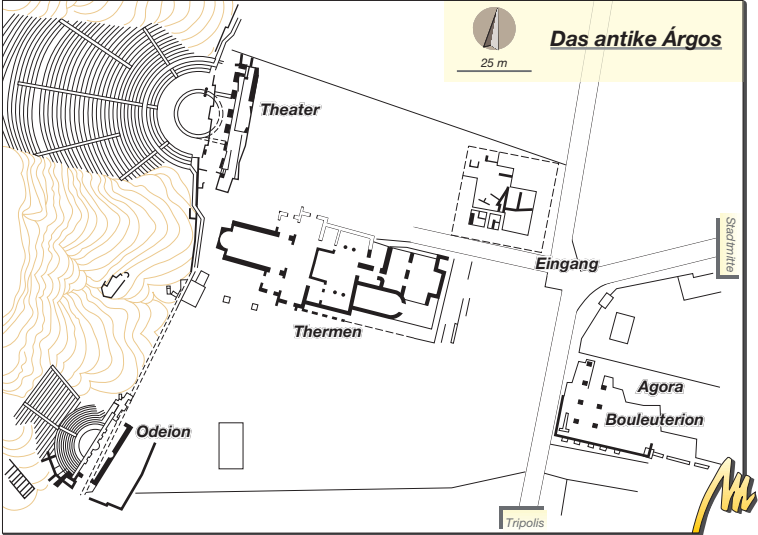 Das antike Árgos
25 m
Theater
Stadtmitte
Eingang
Thermen
Agora
Bouleuterion
Odeion
Tripolis